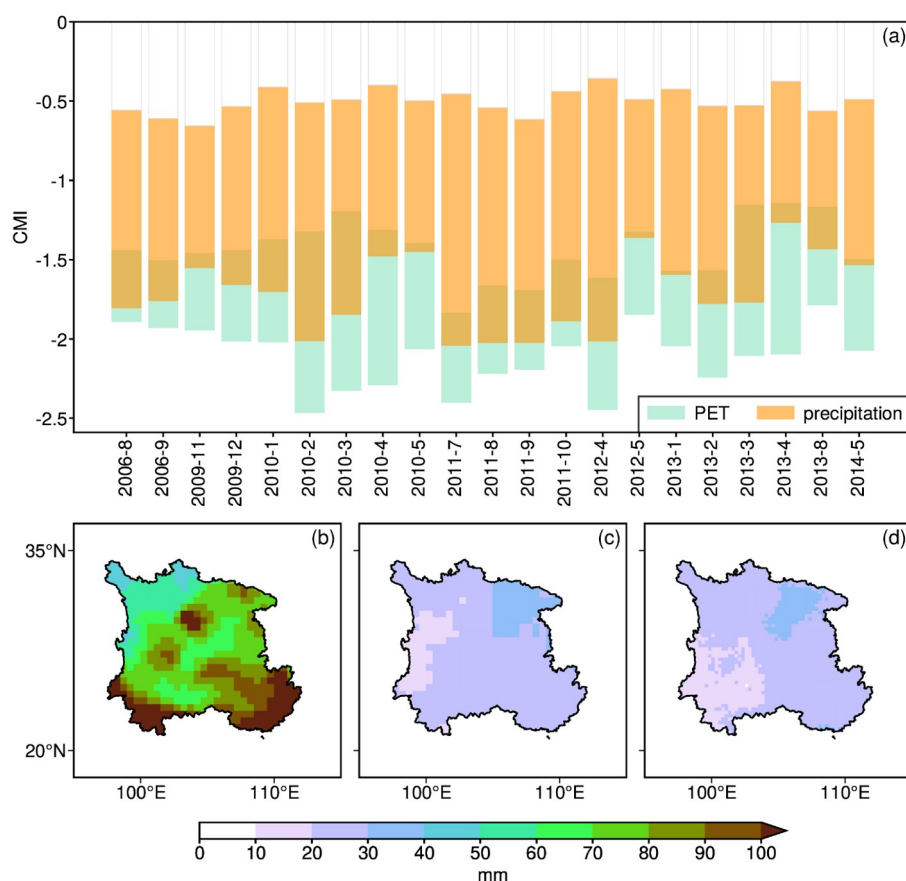 (a)
0
-0.5
-1
-1.5
-2
-2.5
CMI
PET precipitation
2006-8 2006-9 2009-11 2009-12 2010-1 2010-2 2010-3 2010-4 2010-5 2011-7 2011-8 2011-9 2011-10 2012-4 2012-5 2013-1 2013-2 2013-3 2013-4 2013-8 2014-5
(b) (c) (d)
35°N
20°N
100°E 110°E 100°E 110°E 100°E 110°E
0 10 20 30 40 50 60 70 80 90 100
mm